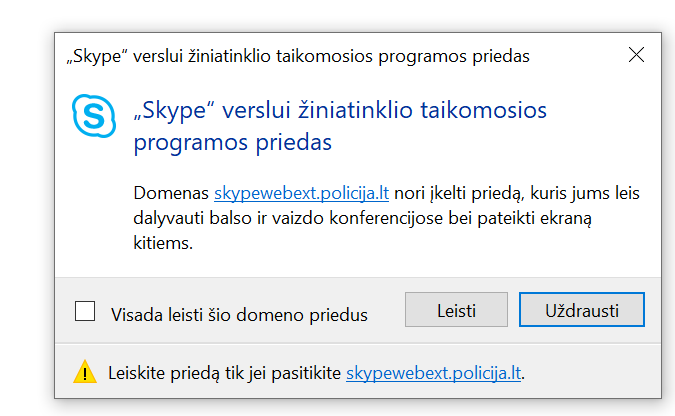 „Skype“ verslui žiniatinklio taikomosios programos priedas
„Skype“ verslui žiniatinklio taikomosios
programos priedas
Domenas skypewebext.policija.lt nori įkelti priedą, kuris jums leis
dalyvauti balso ir vaizdo konferencijose bei pateikti ekraną
kitiems.
Visada leisti šio domeno priedus
Leisti
Uždrausti
Leiskite priedą tik jei pasitikite skypewebext.policija.lt.